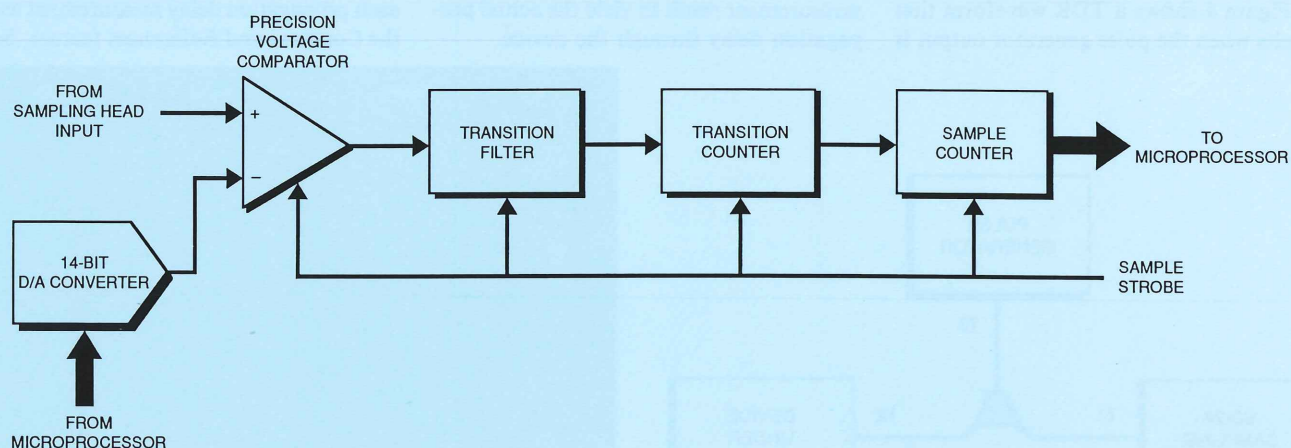 PRECISION
VOLTAGE
COMPARATOR
FROM
SAMPLING HEAD
INPUT
+
−
TRANSITION
FILTER
TRANSITION
COUNTER
SAMPLE
COUNTER
TO
MICROPROCESSOR
14-BIT
D/A CONVERTER
SAMPLE
STROBE
FROM
MICROPROCESSOR